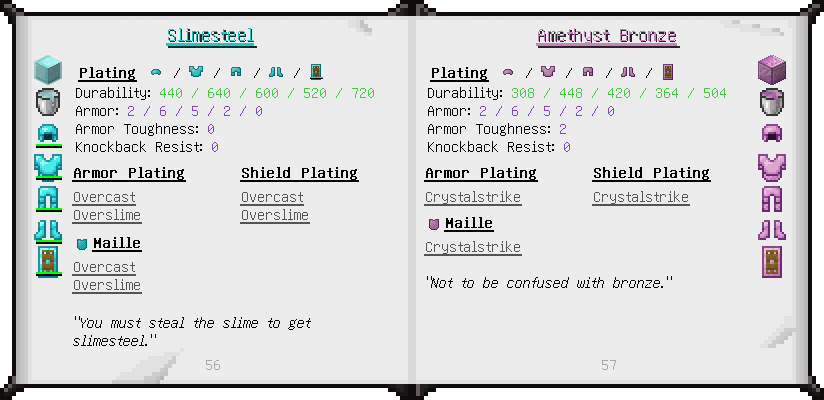 Slimesteel
Plating / / / /
Durability: 440 / 640 / 600 / 520 / 720
Armor: 2 / 6 / 5 / 2 / 0
Armor Toughness: 0
Knockback Resist: 0
Armor Plating
Overcast
Overslime
Shield Plating
Overcast
Overslime
Maille
Overcast
Overslime
"You must steal the slime to get
slimesteel."
56
Amethyst Bronze
Plating / / / /
Durability: 308 / 448 / 420 / 364 / 504
Armor: 2 / 6 / 5 / 2 / 0
Armor Toughness: 2
Knockback Resist: 0
Armor Plating
Crystalstrike
Shield Plating
Crystalstrike
Maille
Crystalstrike
"Not to be confused with bronze."
57